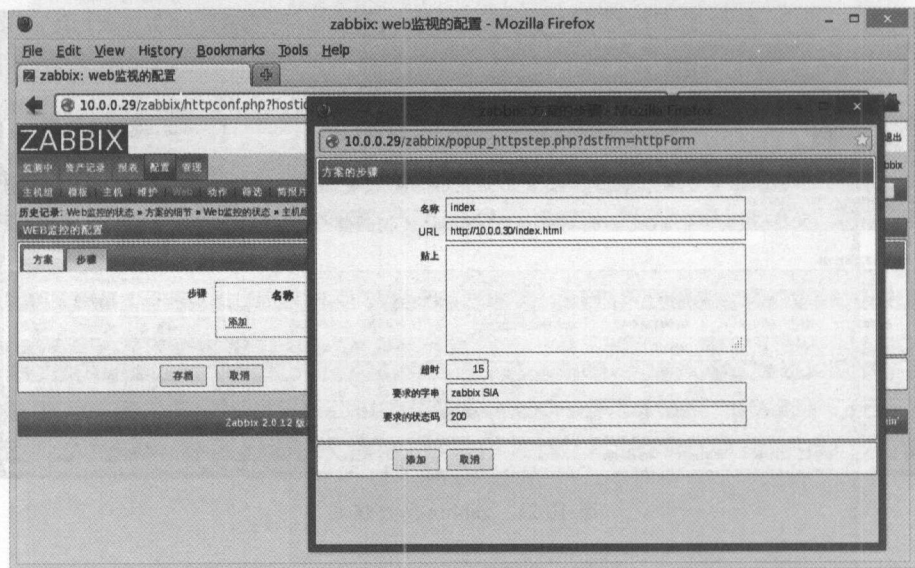 zabbix: web监视的配置 - Mozilla Firefox
File Edit View History Bookmarks Tools Help
zabbix: web监视的配置
10.0.0.29/zabbix/httpconf.php?hostid
ZABBIX
退出
监测中 资产记录 报表 配置 管理
zabbix
主机组 模板 主机 维护 Web 动作 筛选
历史记录: Web监控的状态 » 方案的细节 » Web监控的状态 » 主机组
WEB监控的配置
方案 步骤
步骤 名称
添加
存档 取消
Zabbix 2.0.12 版
Mozilla Firefox
10.0.0.29/zabbix/popup_httpstep.php?dstfrm=httpForm
方案的步骤
名称 index
URL http://10.0.0.30/index.html
贴上
超时 15
要求的字串 zabbix SIA
要求的状态码 200
添加 取消